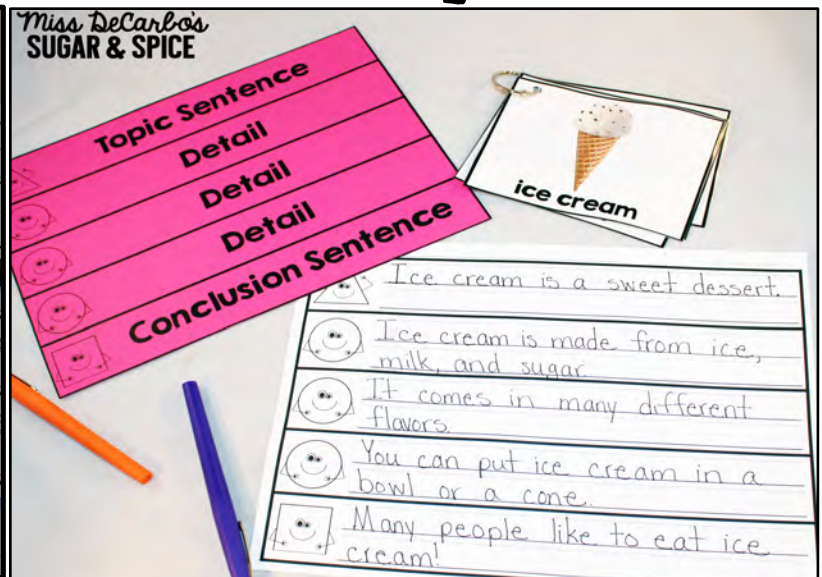 Miss DeCarbo's
SUGAR & SPICE
Topic Sentence
Detail
Detail
Detail
Conclusion Sentence
ice cream
Ice cream is a sweet dessert.
Ice cream is made from ice,
milk, and sugar
It comes in many different
flavors.
You can put ice cream in a
bowl or a cone.
Many people like to eat ice
cream!